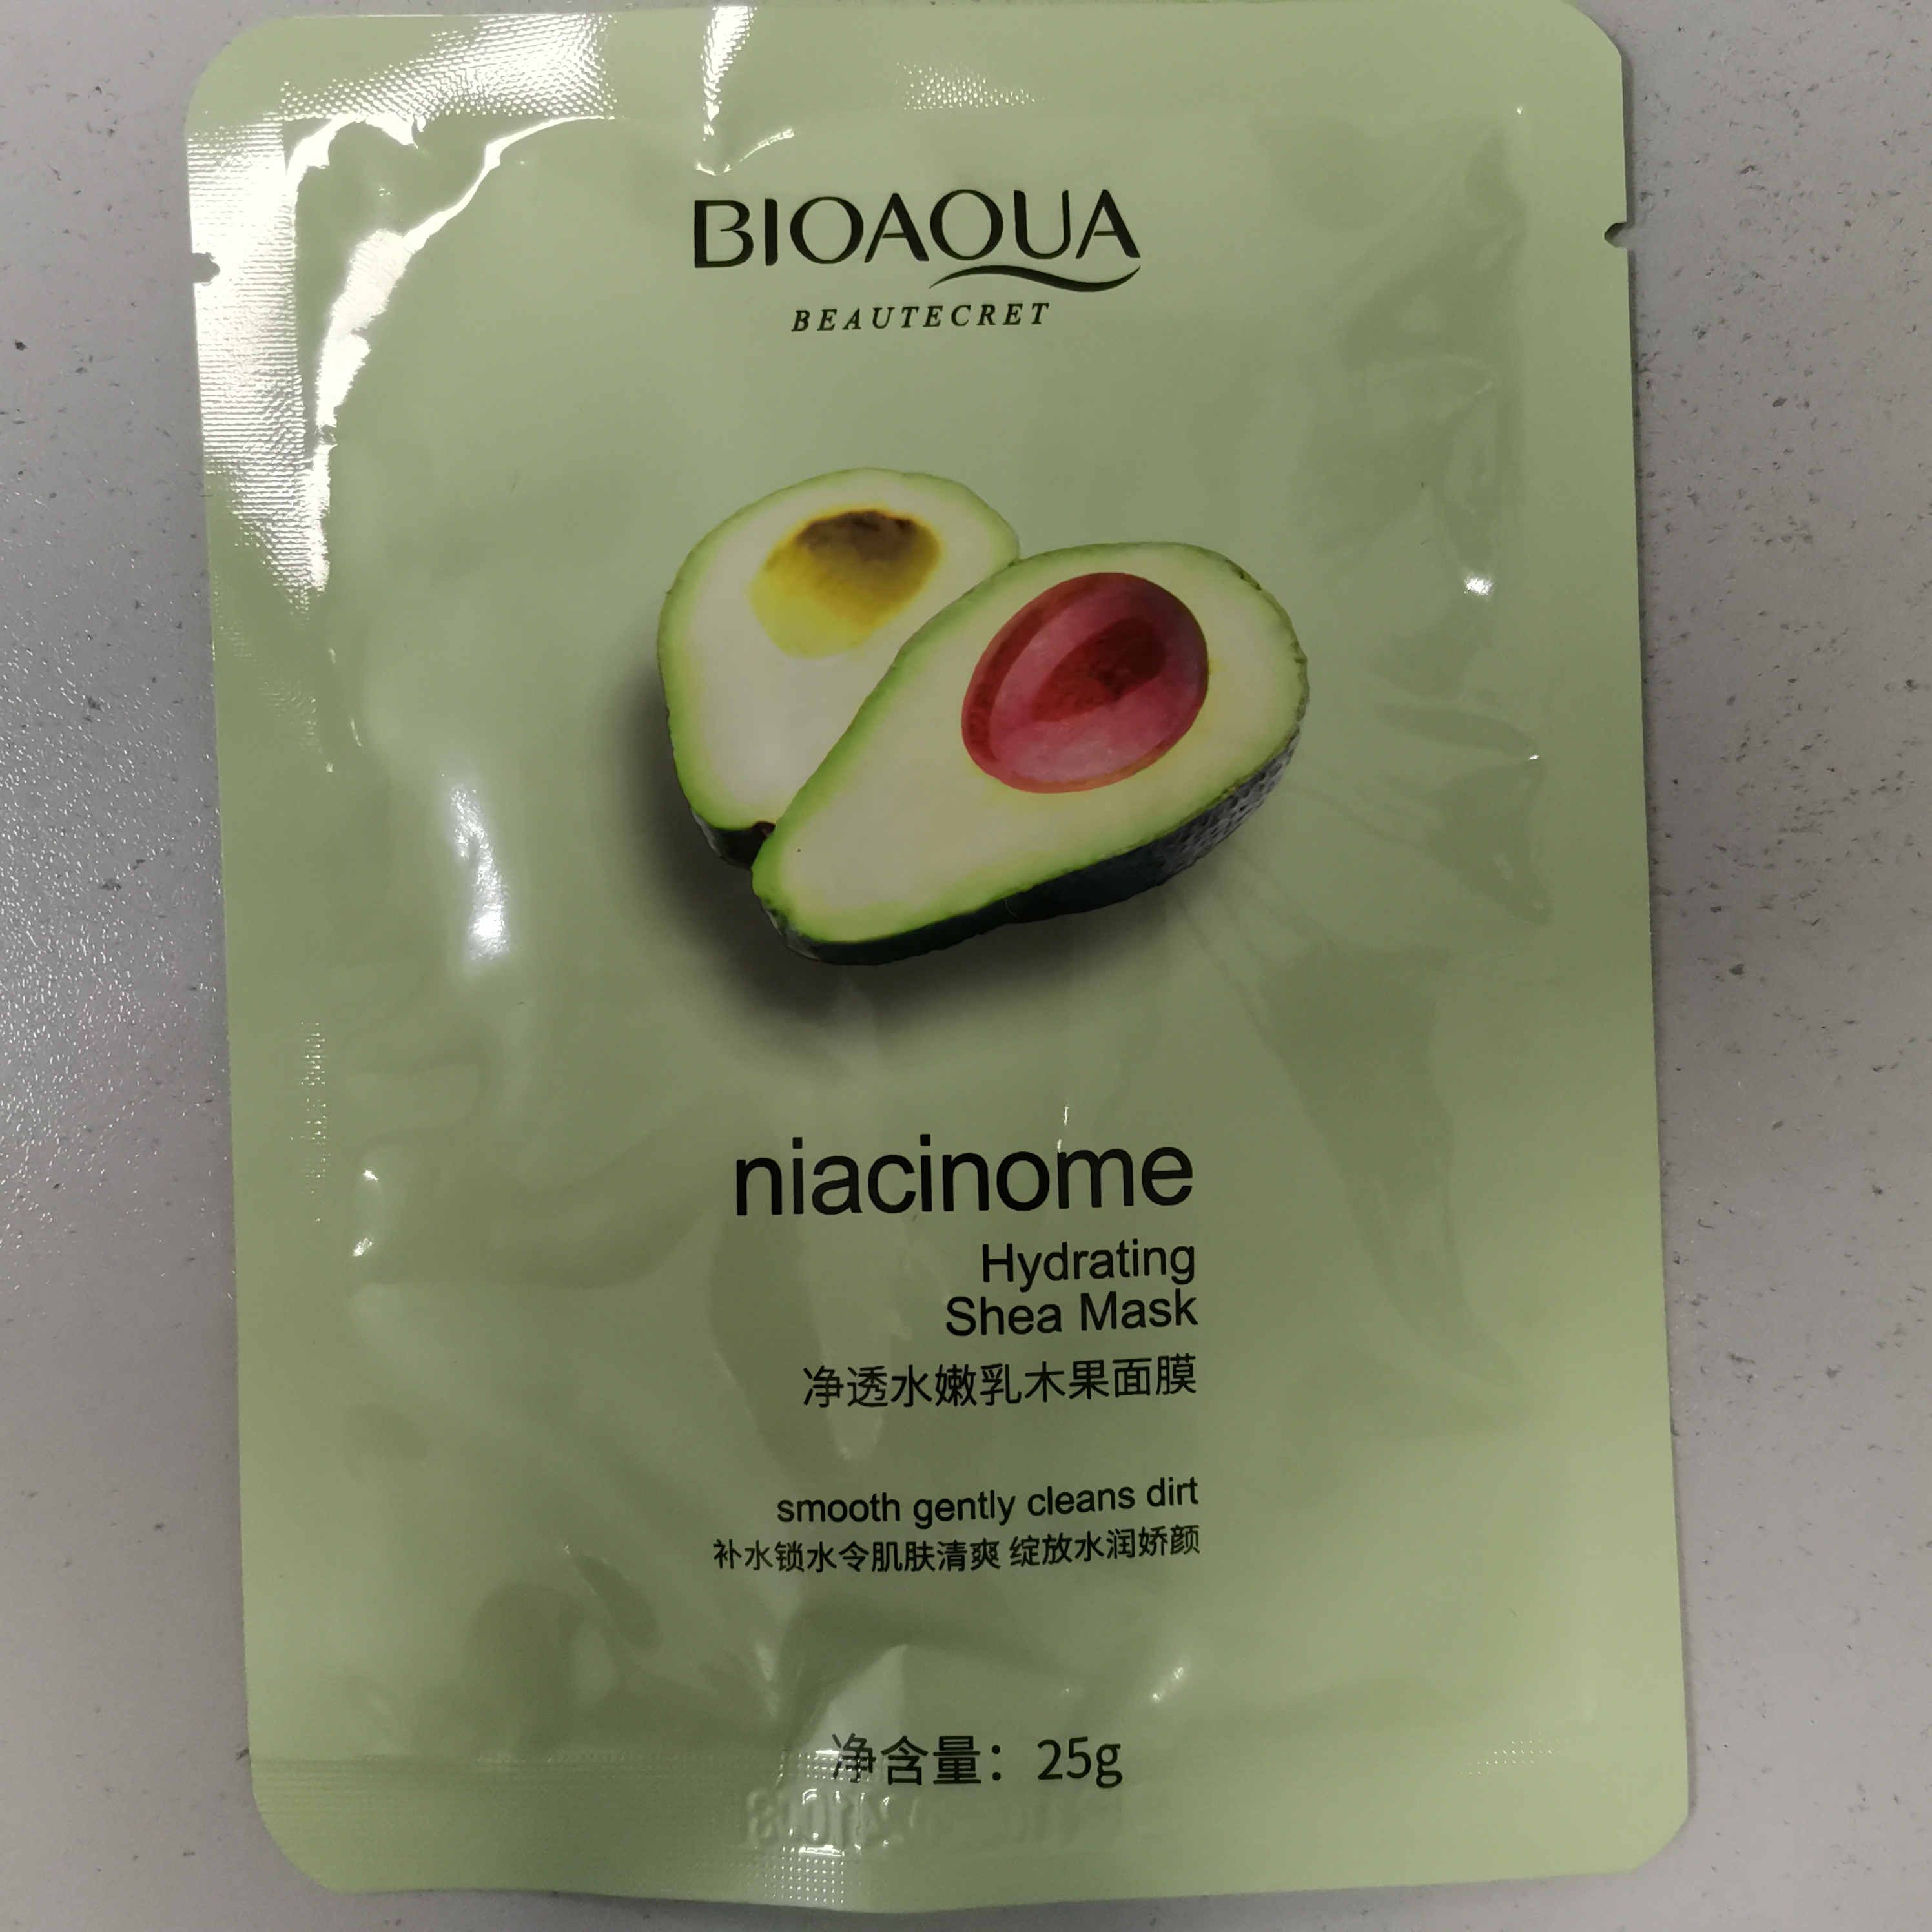 BIOAQUA
BEAUTECRET
niacinome
Hydrating
Shea Mask
净透水嫩乳木果面膜
smooth gently cleans dirt
补水锁水令肌肤清爽 绽放水润娇颜
净含量：25g